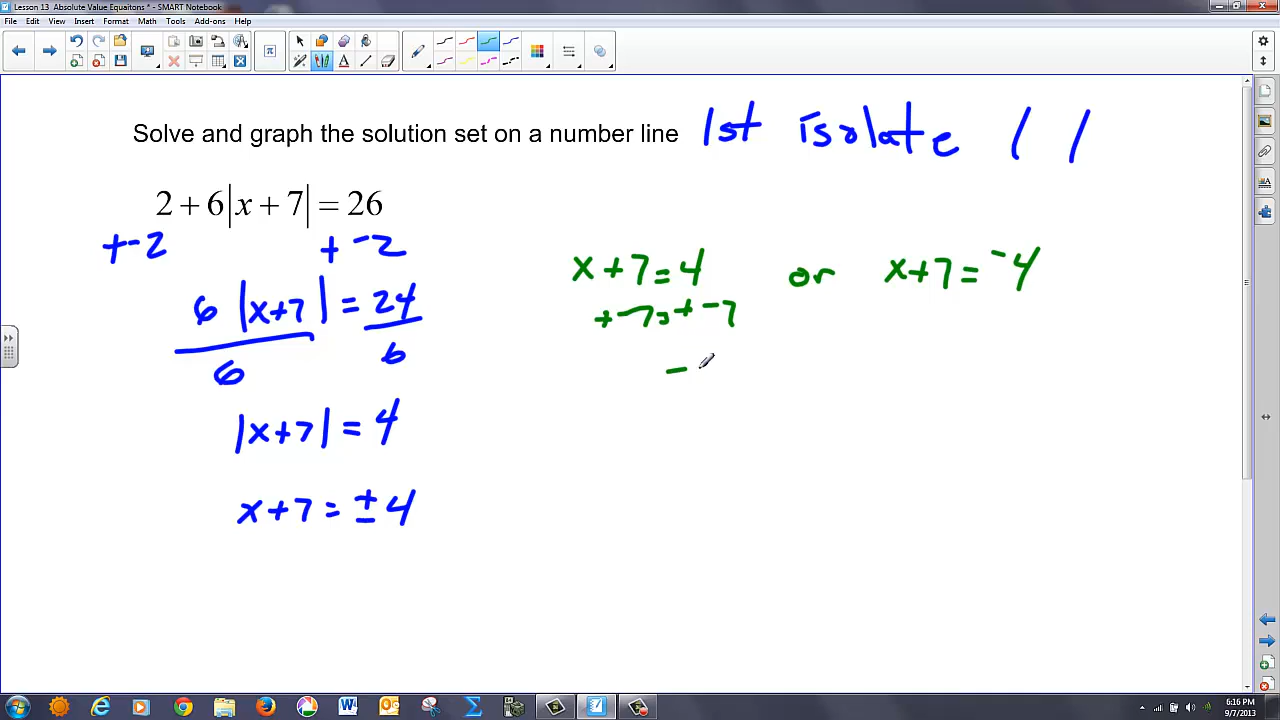 Lesson 13 Absolute Value Equaitons * - SMART Notebook
File Edit View Insert Format Math Tools Add-ons Help
Solve and graph the solution set on a number line 1st isolate | |
2 + 6|x + 7| = 26
+-2 + -2
6 |x+7| = 24
6 6
|x+7| = 4
x+7 = ± 4
x+7=4 or x+7= -4
+-7=+-7
-
6:16 PM
9/7/2013